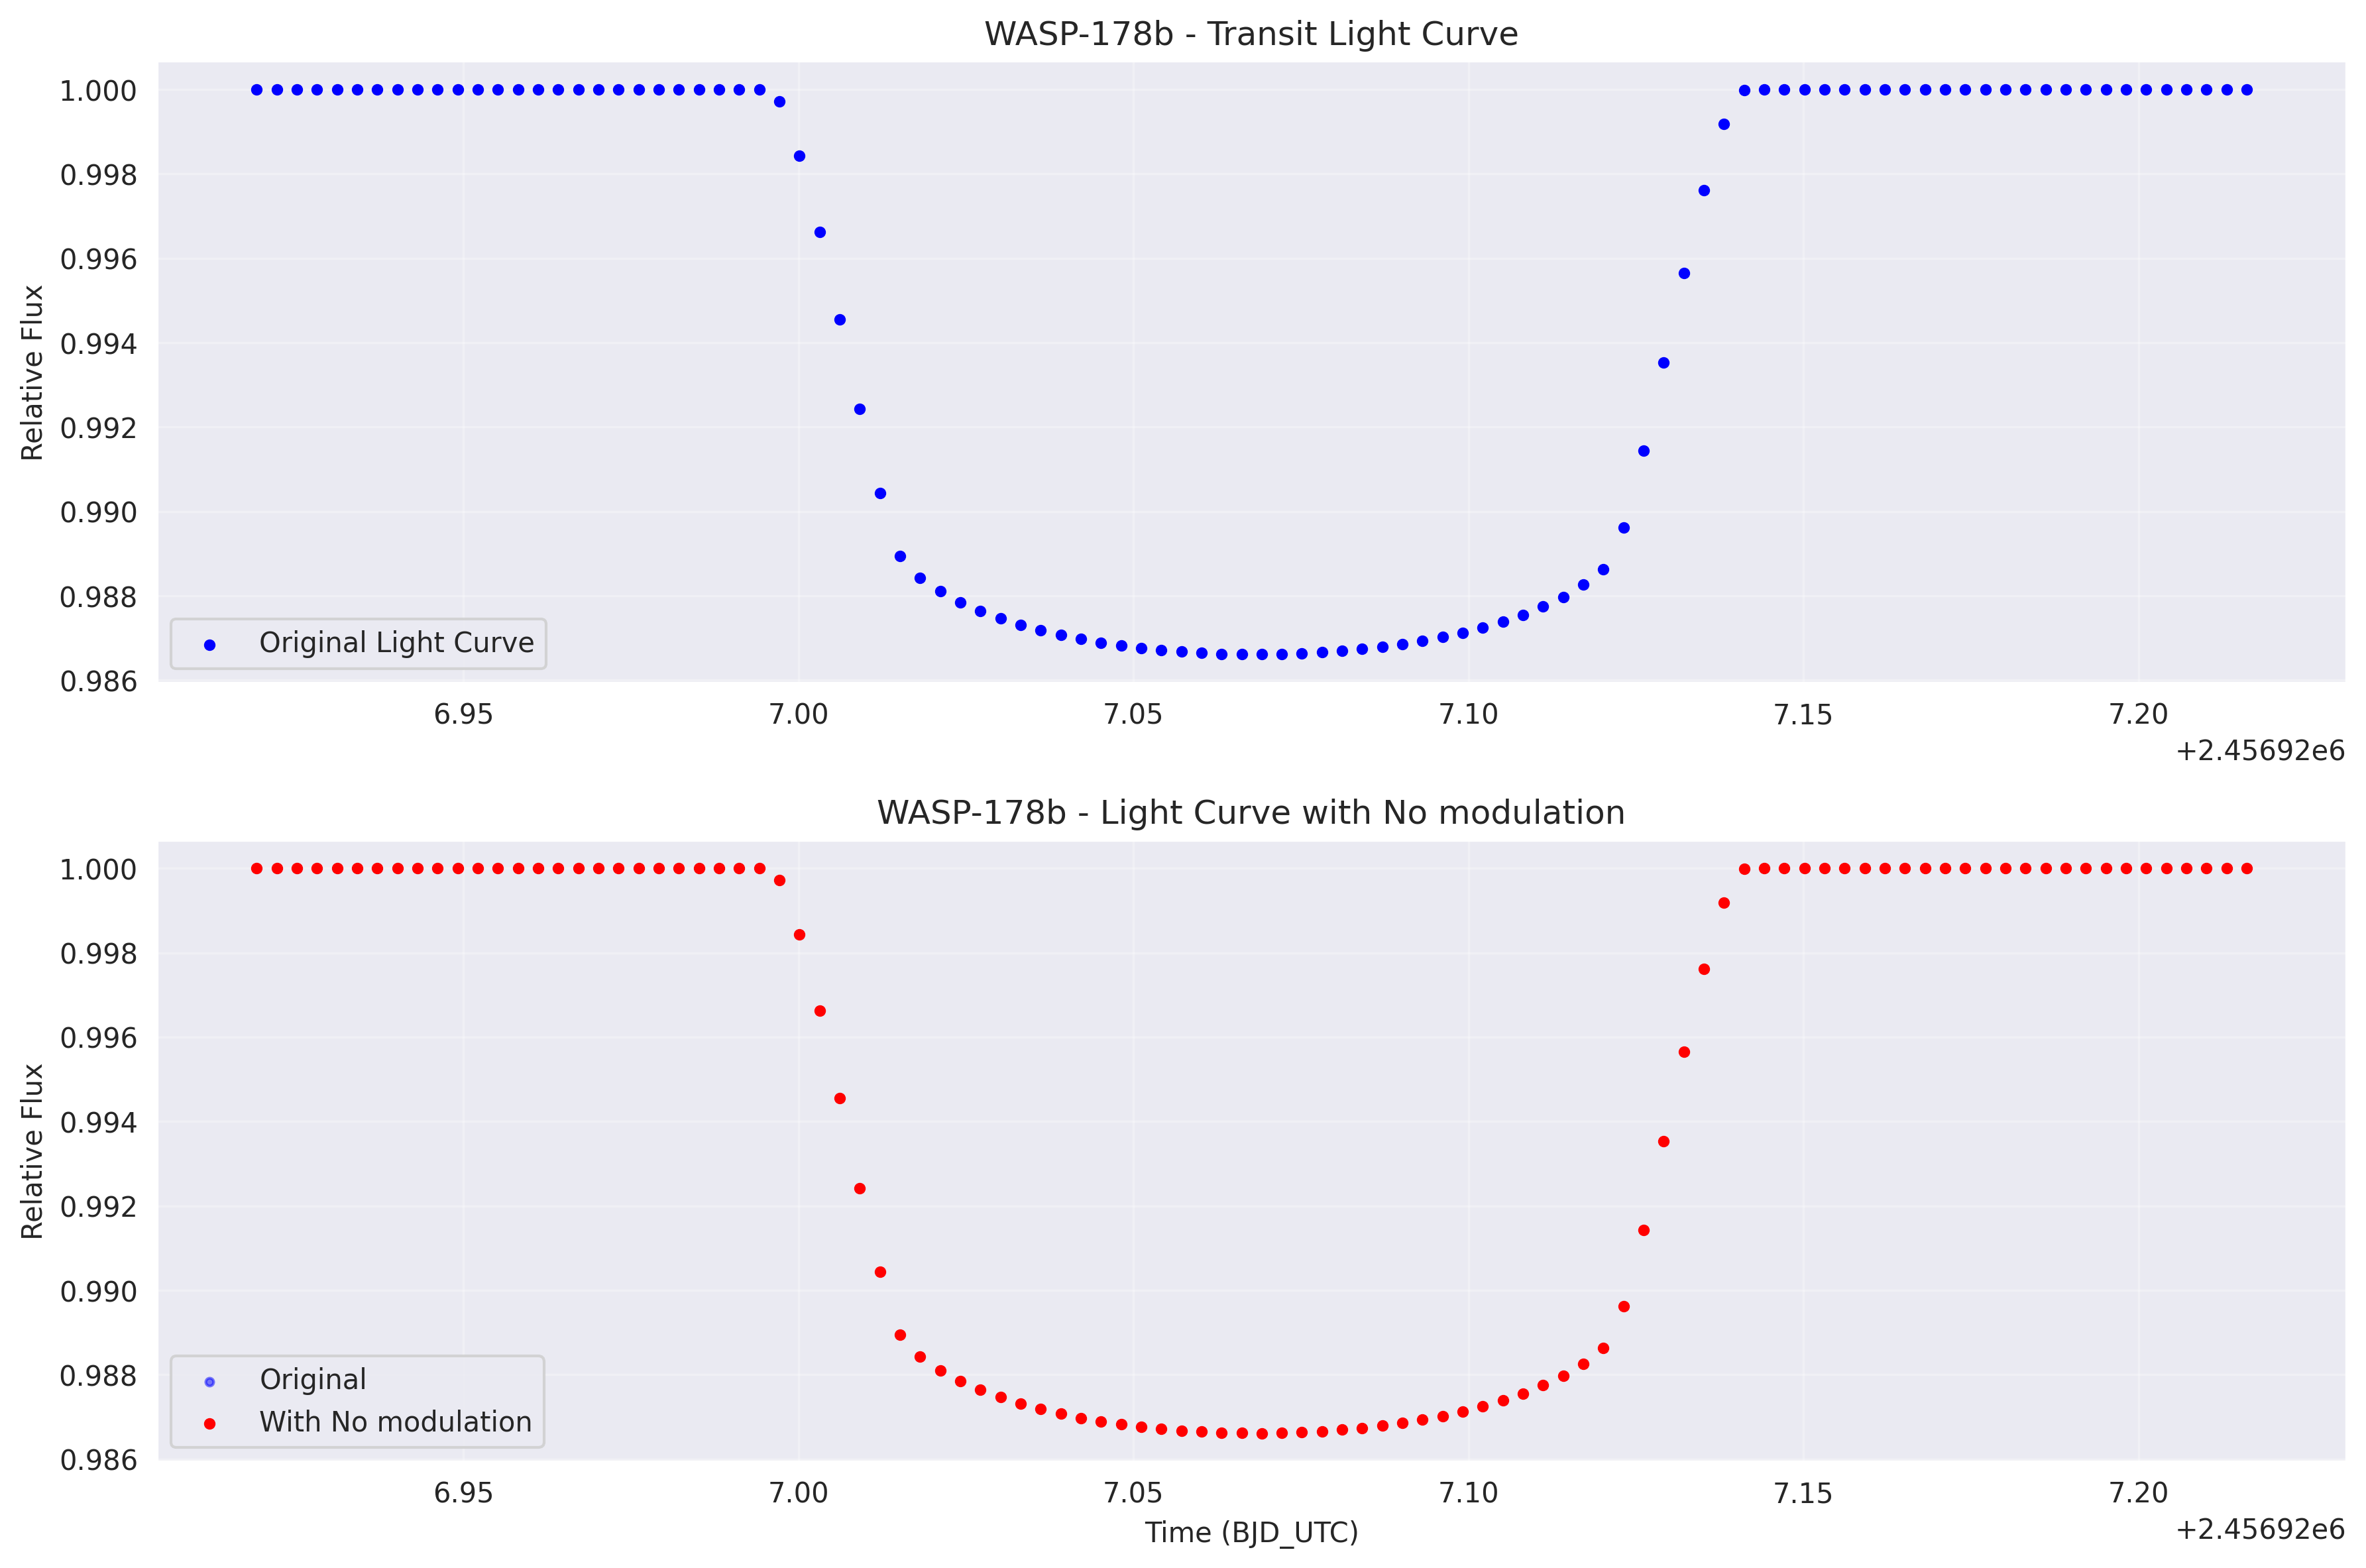 WASP-178b - Transit Light Curve
1.000
0.998
0.996
0.994
0.992
0.990
0.988
0.986
Relative Flux
Original Light Curve
6.95 7.00 7.05 7.10 7.15 7.20
+2.45692e6
WASP-178b - Light Curve with No modulation
1.000
0.998
0.996
0.994
0.992
0.990
0.988
0.986
Relative Flux
Original
With No modulation
6.95 7.00 7.05 7.10 7.15 7.20
Time (BJD_UTC)
+2.45692e6